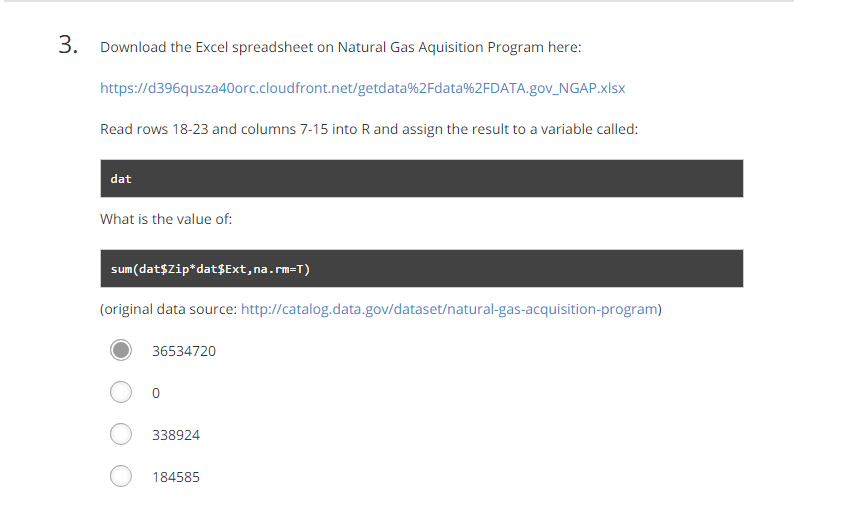 3. Download the Excel spreadsheet on Natural Gas Aquisition Program here:
https://d396qusza40orc.cloudfront.net/getdata%2Fdata%2FDATA.gov_NGAP.xlsx
Read rows 18-23 and columns 7-15 into R and assign the result to a variable called:
dat
What is the value of:
sum(dat$Zip*dat$Ext,na.rm=T)
(original data source: http://catalog.data.gov/dataset/natural-gas-acquisition-program)
36534720
0
338924
184585